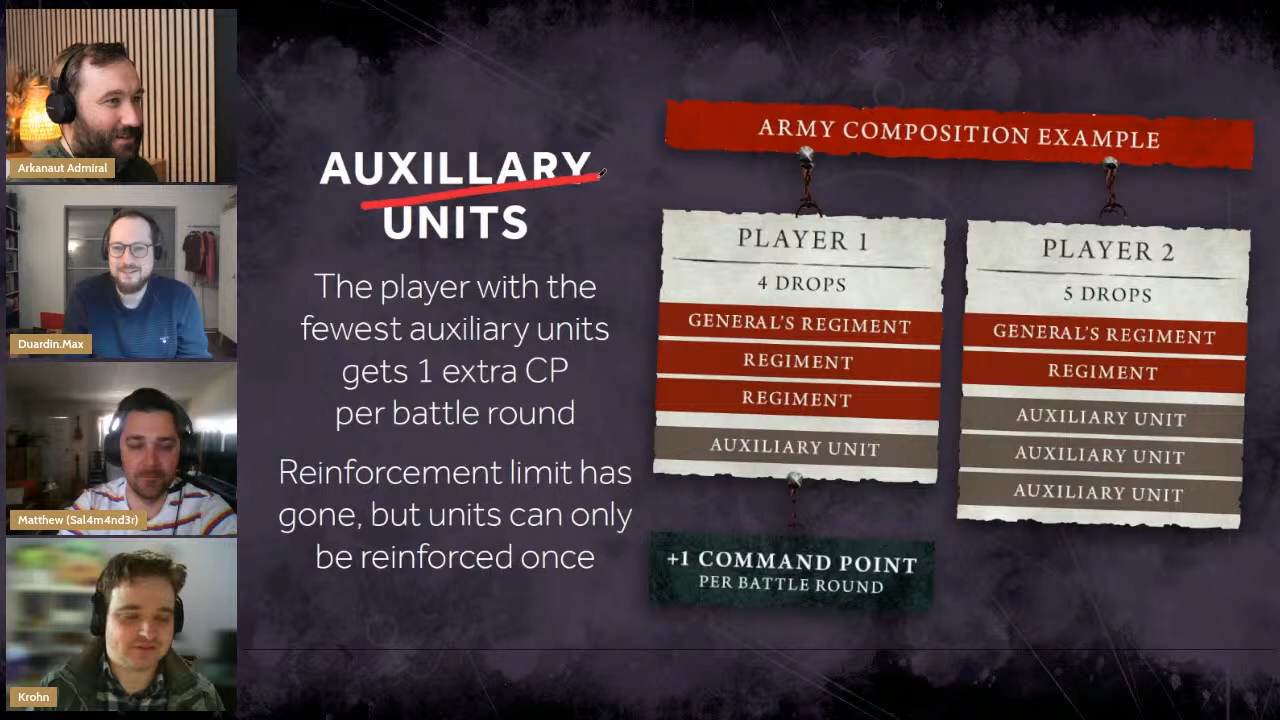 Arkanaut Admiral
Duardin.Max
Matthew (Sal4m4nd3r)
Krohn
AUXILLARY
UNITS
The player with the
fewest auxiliary units
gets 1 extra CP
per battle round
Reinforcement limit has
gone, but units can only
be reinforced once
ARMY COMPOSITION EXAMPLE
PLAYER 1
4 DROPS
GENERAL'S REGIMENT
REGIMENT
REGIMENT
AUXILIARY UNIT
+1 COMMAND POINT
PER BATTLE ROUND
PLAYER 2
5 DROPS
GENERAL'S REGIMENT
REGIMENT
AUXILIARY UNIT
AUXILIARY UNIT
AUXILIARY UNIT